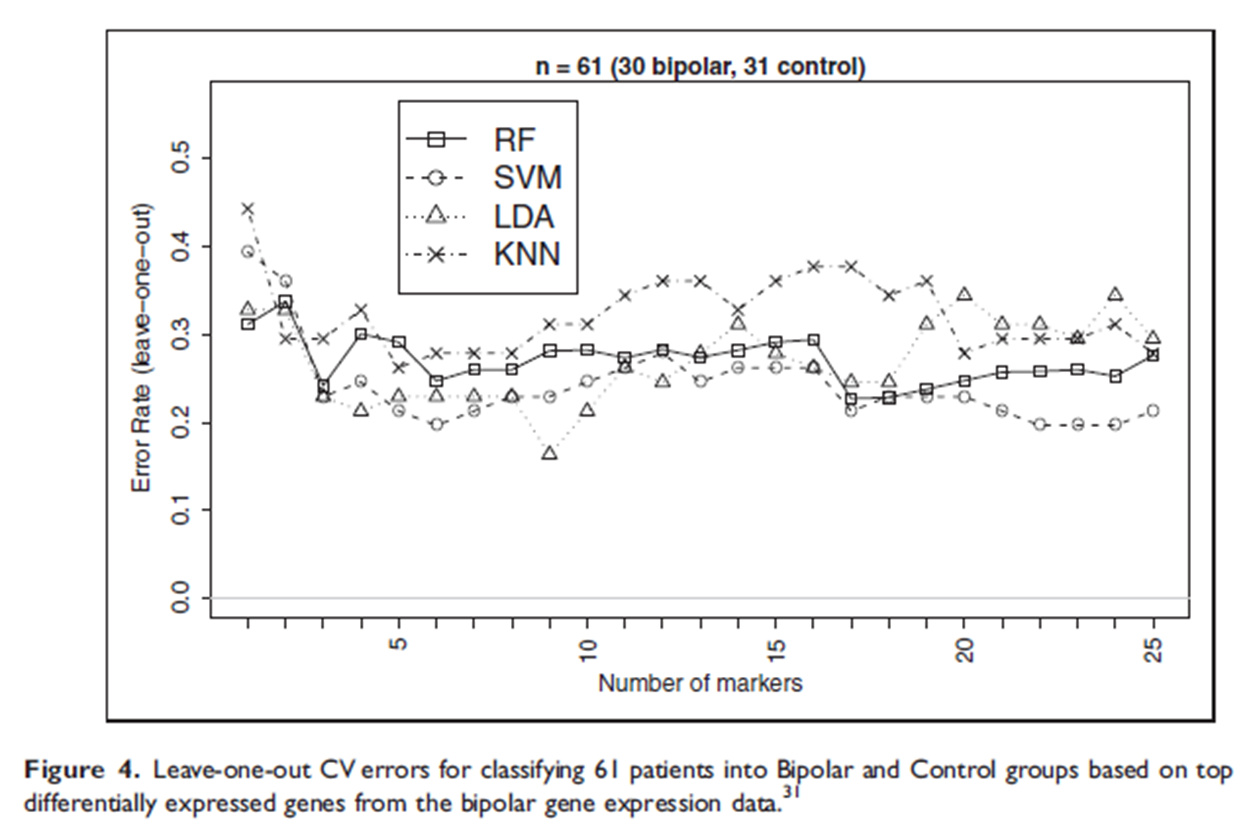 n = 61 (30 bipolar, 31 control)
RF
SVM
LDA
KNN
Error Rate (leave−one−out)
0.5
0.4
0.3
0.2
0.1
0.0
5
10
15
20
25
Number of markers
Figure 4. Leave-one-out CV errors for classifying 61 patients into Bipolar and Control groups based on top
differentially expressed genes from the bipolar gene expression data.31